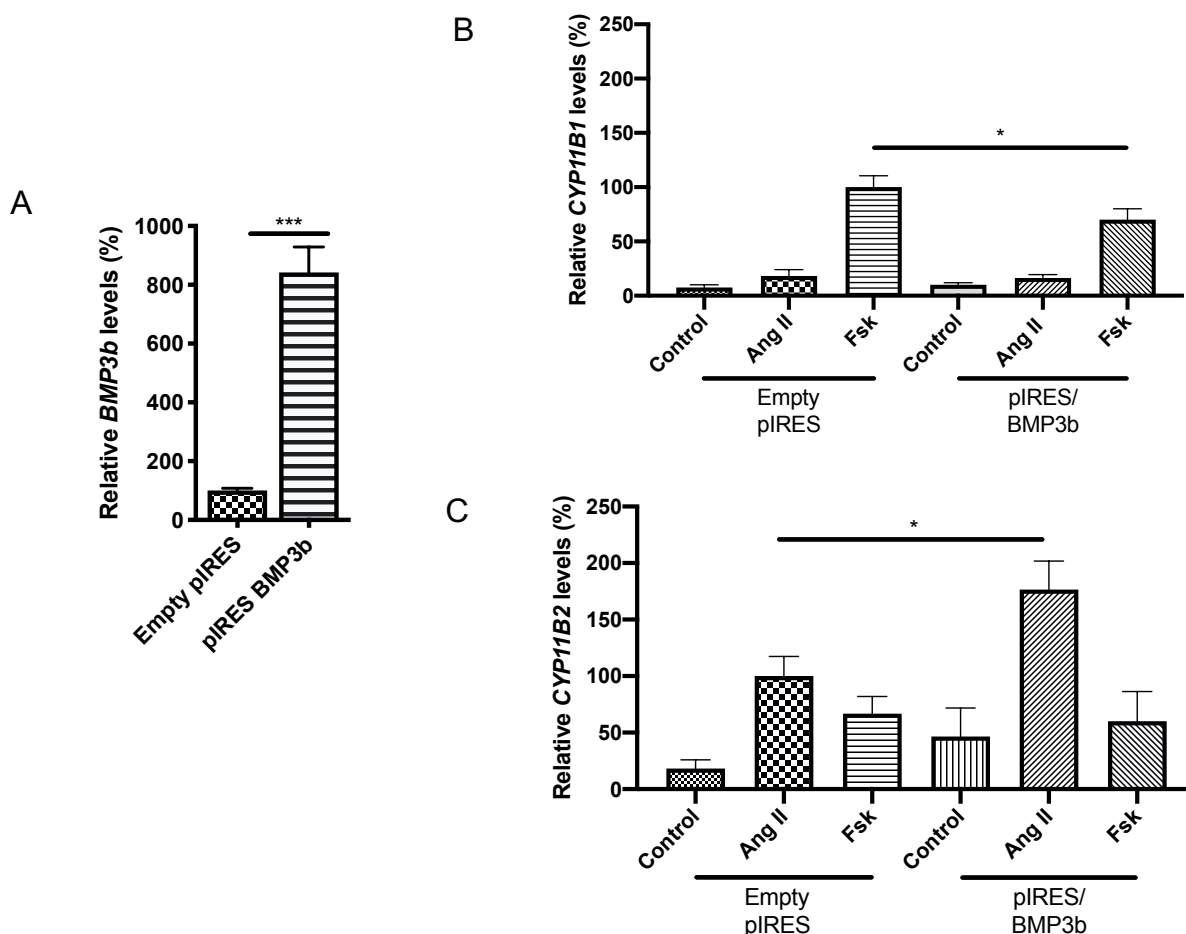 A
Relative BMP3b levels (%)
1000
800
600
400
200
0
***
Empty pIRES
pIRES BMP3b
B
Relative CYP11B1 levels (%)
250
200
150
100
50
0
*
Control
Ang II
Fsk
Control
Ang II
Fsk
Empty
pIRES
pIRES/
BMP3b
C
Relative CYP11B2 levels (%)
250
200
150
100
50
0
*
Control
Ang II
Fsk
Control
Ang II
Fsk
Empty
pIRES
pIRES/
BMP3b